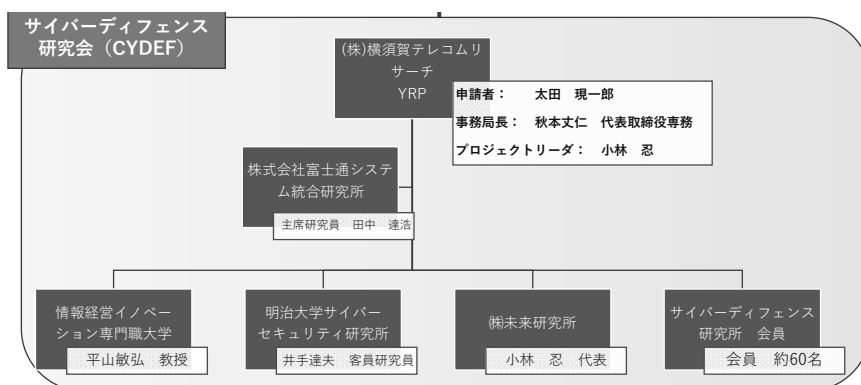 サイバーディフェンス
研究会（CYDEF）
(株)横須賀テレコムリ
サーチ
YRP
申請者：　太田　現一郎
事務局長：　秋本丈仁　代表取締役専務
プロジェクトリーダ：　小林　忍
株式会社富士通システ
ム統合研究所
主席研究員　田中　達浩
情報経営イノベー
ション専門職大学
平山敏弘　教授
明治大学サイバー
セキュリティ研究所
井手達夫　客員研究員
㈱未来研究所
小林　忍　代表
サイバーディフェンス
研究所　会員
会員　約60名